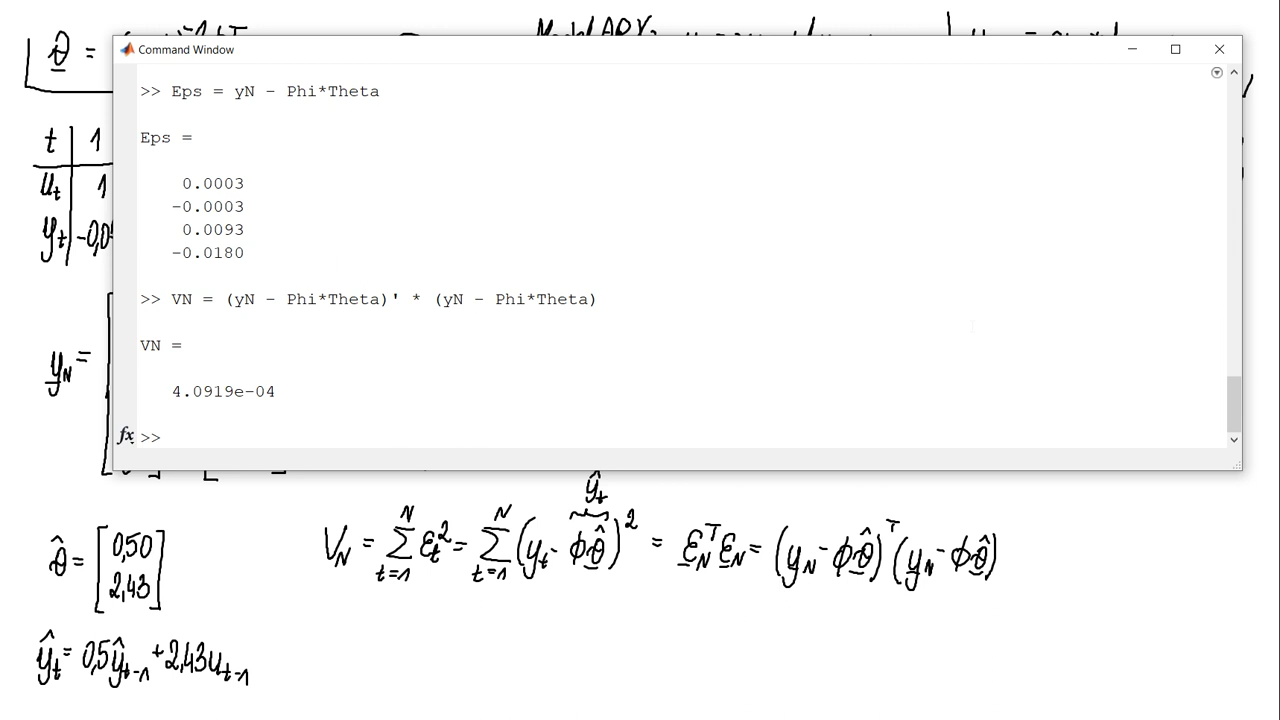 θ̂ =
Command Window
>> Eps = yN - Phi*Theta
Eps =
0.0003
-0.0003
0.0093
-0.0180
>> VN = (yN - Phi*Theta)' * (yN - Phi*Theta)
VN =
4.0919e-04
fx >>
t 1
u_t 1
y_t
y_N =
θ̂ = [0,50
2,43]
V_N = ∑_{t=1}^{N} ε_t² = ∑_{t=1}^{N} (y_t - ϕθ̂)² = ε_N^T ε_N = (y_N - ϕθ̂)^T (y_N - ϕθ̂)
ŷ_t
ŷ_t = 0,5ŷ_{t-1} + 2,43u_{t-1}